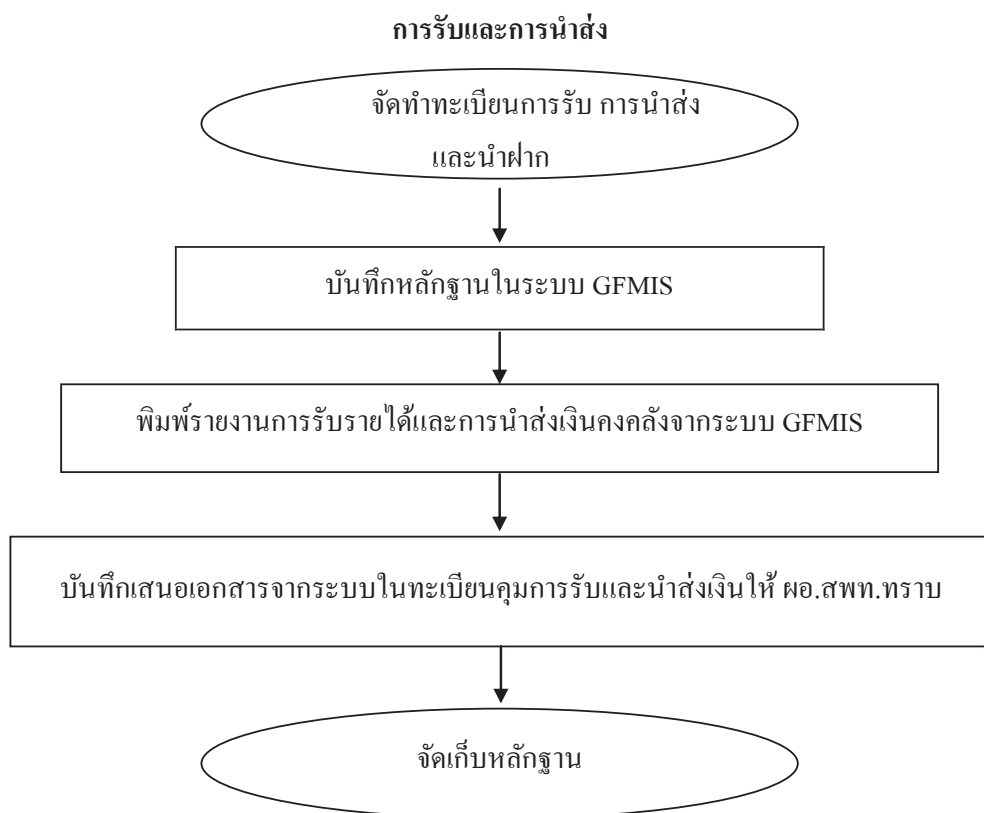 การรับและการนำส่ง
จัดทำทะเบียนการรับ การนำส่ง
และนำฝาก
บันทึกหลักฐานในระบบ GFMIS
พิมพ์รายงานการรับรายได้และการนำส่งเงินคงคลังจากระบบ GFMIS
บันทึกเสนอเอกสารจากระบบในทะเบียนคุมการรับและนำส่งเงินให้ ผอ.สพท.ทราบ
จัดเก็บหลักฐาน